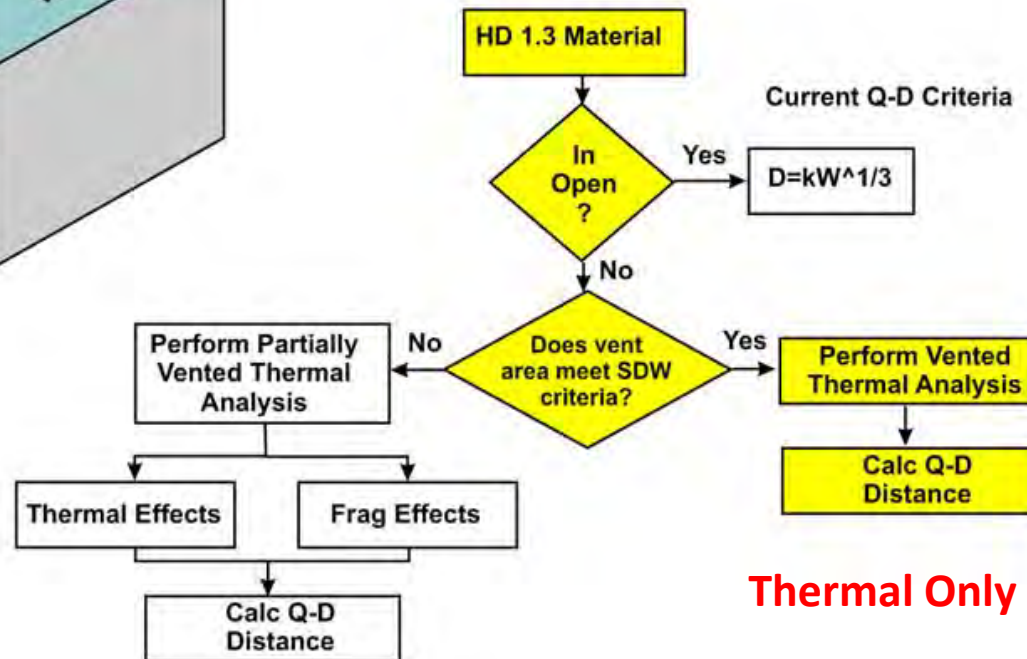 HD 1.3 Material
Current Q-D Criteria
In
Open
?
Yes
D=kW^1/3
No
Does vent
area meet SDW
criteria?
No
Yes
Perform Partially
Vented Thermal
Analysis
Perform Vented
Thermal Analysis
Calc Q-D
Distance
Thermal Effects
Frag Effects
Calc Q-D
Distance
Thermal Only